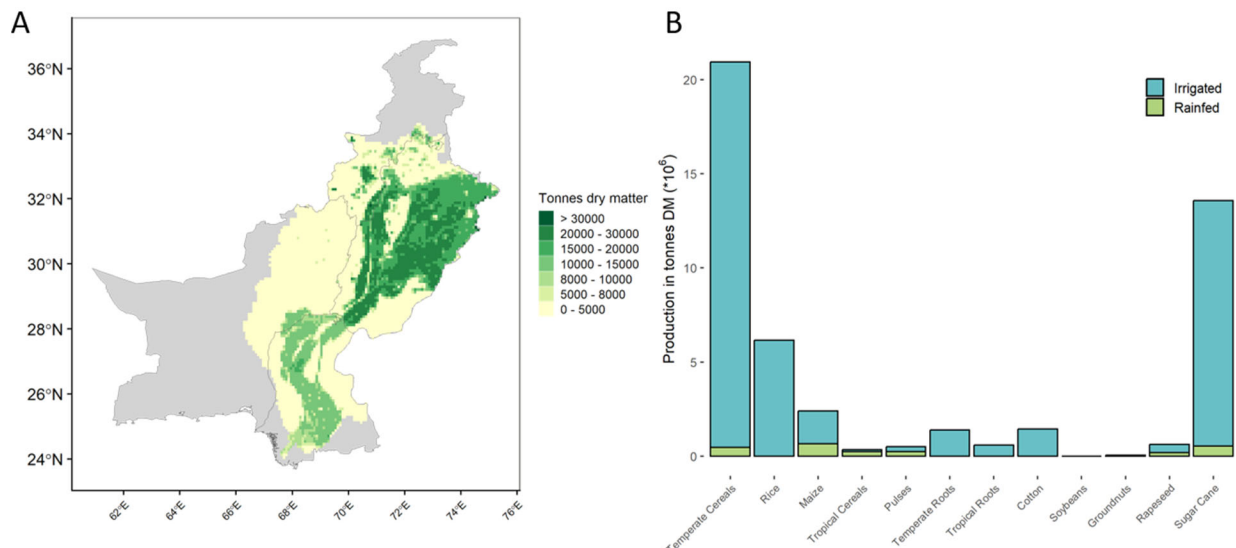 A
36°N
34°N
32°N
30°N
28°N
26°N
24°N
62°E
64°E
66°E
68°E
70°E
72°E
74°E
76°E
Tonnes dry matter
> 30000
20000 - 30000
15000 - 20000
10000 - 15000
8000 - 10000
5000 - 8000
0 - 5000
B
Production in tonnes DM (*10⁶)
20
15
10
5
0
Irrigated
Rainfed
Temperate Cereals
Rice
Maize
Tropical Cereals
Pulses
Temperate Roots
Tropical Roots
Cotton
Soybeans
Groundnuts
Rapeseed
Sugar Cane